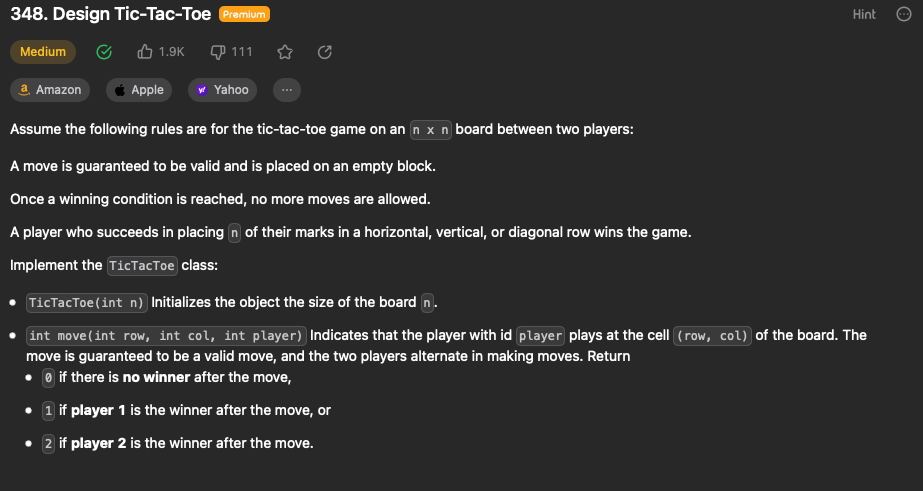 348. Design Tic-Tac-Toe Premium Hint
Medium 1.9K 111
Amazon Apple Yahoo ...
Assume the following rules are for the tic-tac-toe game on an n x n board between two players:
A move is guaranteed to be valid and is placed on an empty block.
Once a winning condition is reached, no more moves are allowed.
A player who succeeds in placing n of their marks in a horizontal, vertical, or diagonal row wins the game.
Implement the TicTacToe class:
• TicTacToe(int n) Initializes the object the size of the board n.
• int move(int row, int col, int player) Indicates that the player with id player plays at the cell (row, col) of the board. The
move is guaranteed to be a valid move, and the two players alternate in making moves. Return
• 0 if there is no winner after the move,
• 1 if player 1 is the winner after the move, or
• 2 if player 2 is the winner after the move.